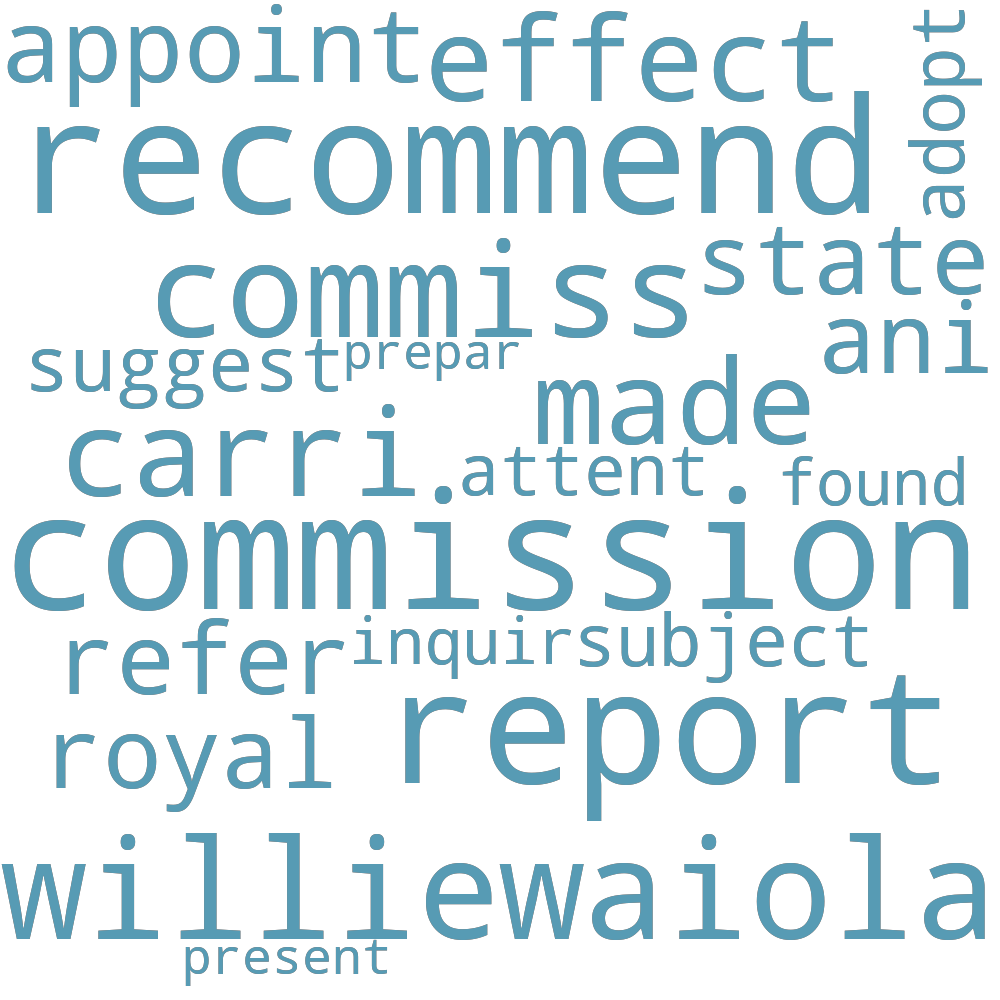 appoint effect adopt
recommend
commiss state
ani
suggest prepar
made
carri attent found
commission
refer inquir subject
report
royal
williewaiola
present